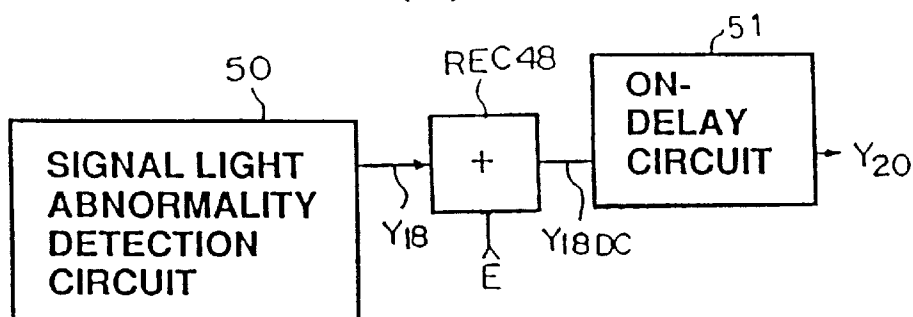 50
REC48
51
SIGNAL LIGHT
ABNORMALITY
DETECTION
CIRCUIT
Y18
+
E
Y18DC
ON-
DELAY
CIRCUIT
Y20